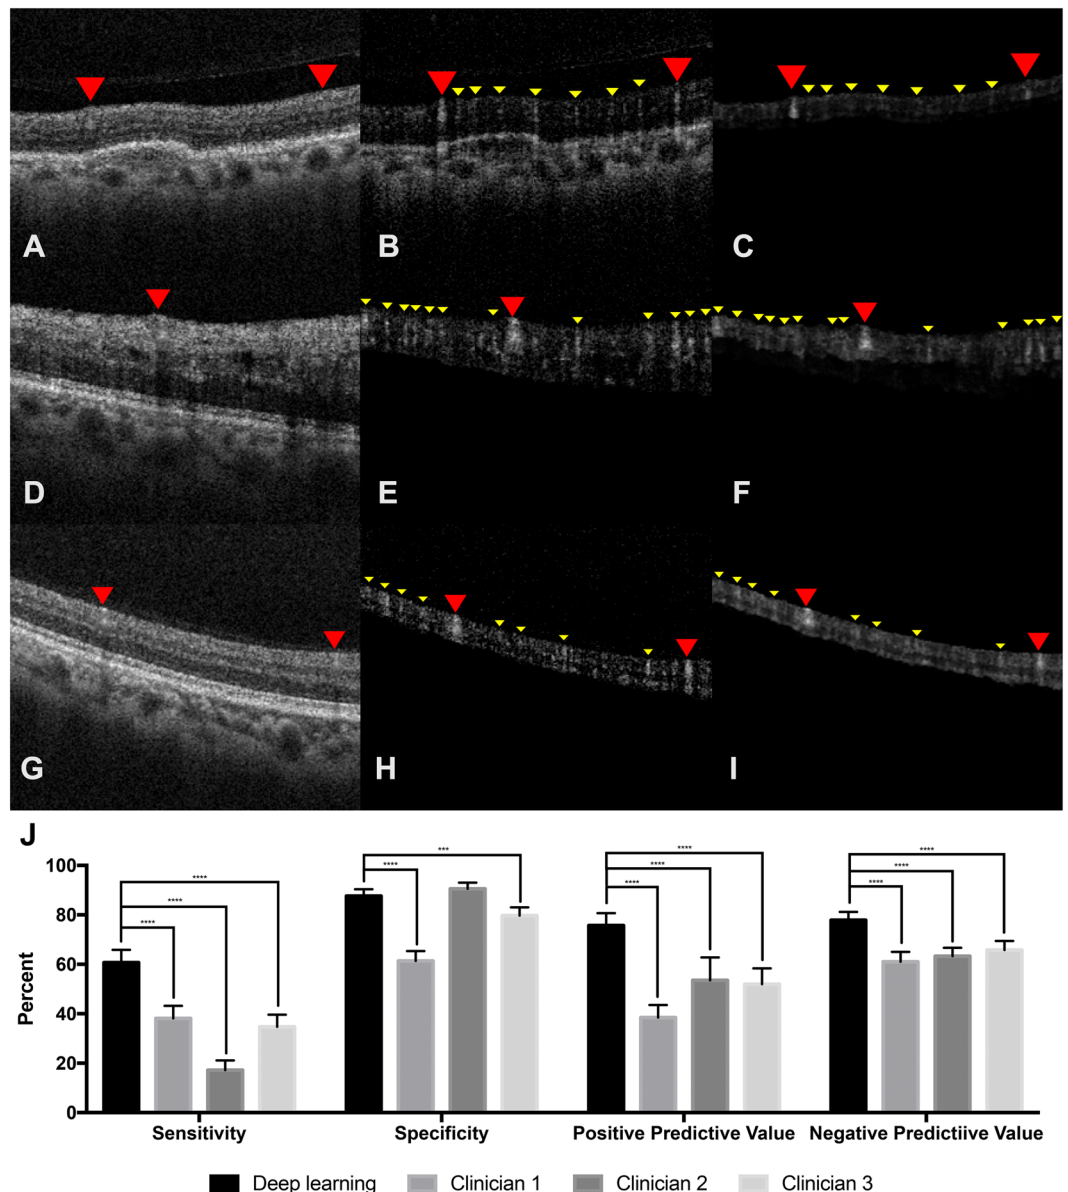 A
B
C
D
E
F
G
H
I
J
Percent
100
80
60
40
20
0
****
****
****
***
****
****
****
****
****
****
****
Sensitivity
Specificity
Positive Predictive Value
Negative Predictiive Value
Deep learning
Clinician 1
Clinician 2
Clinician 3